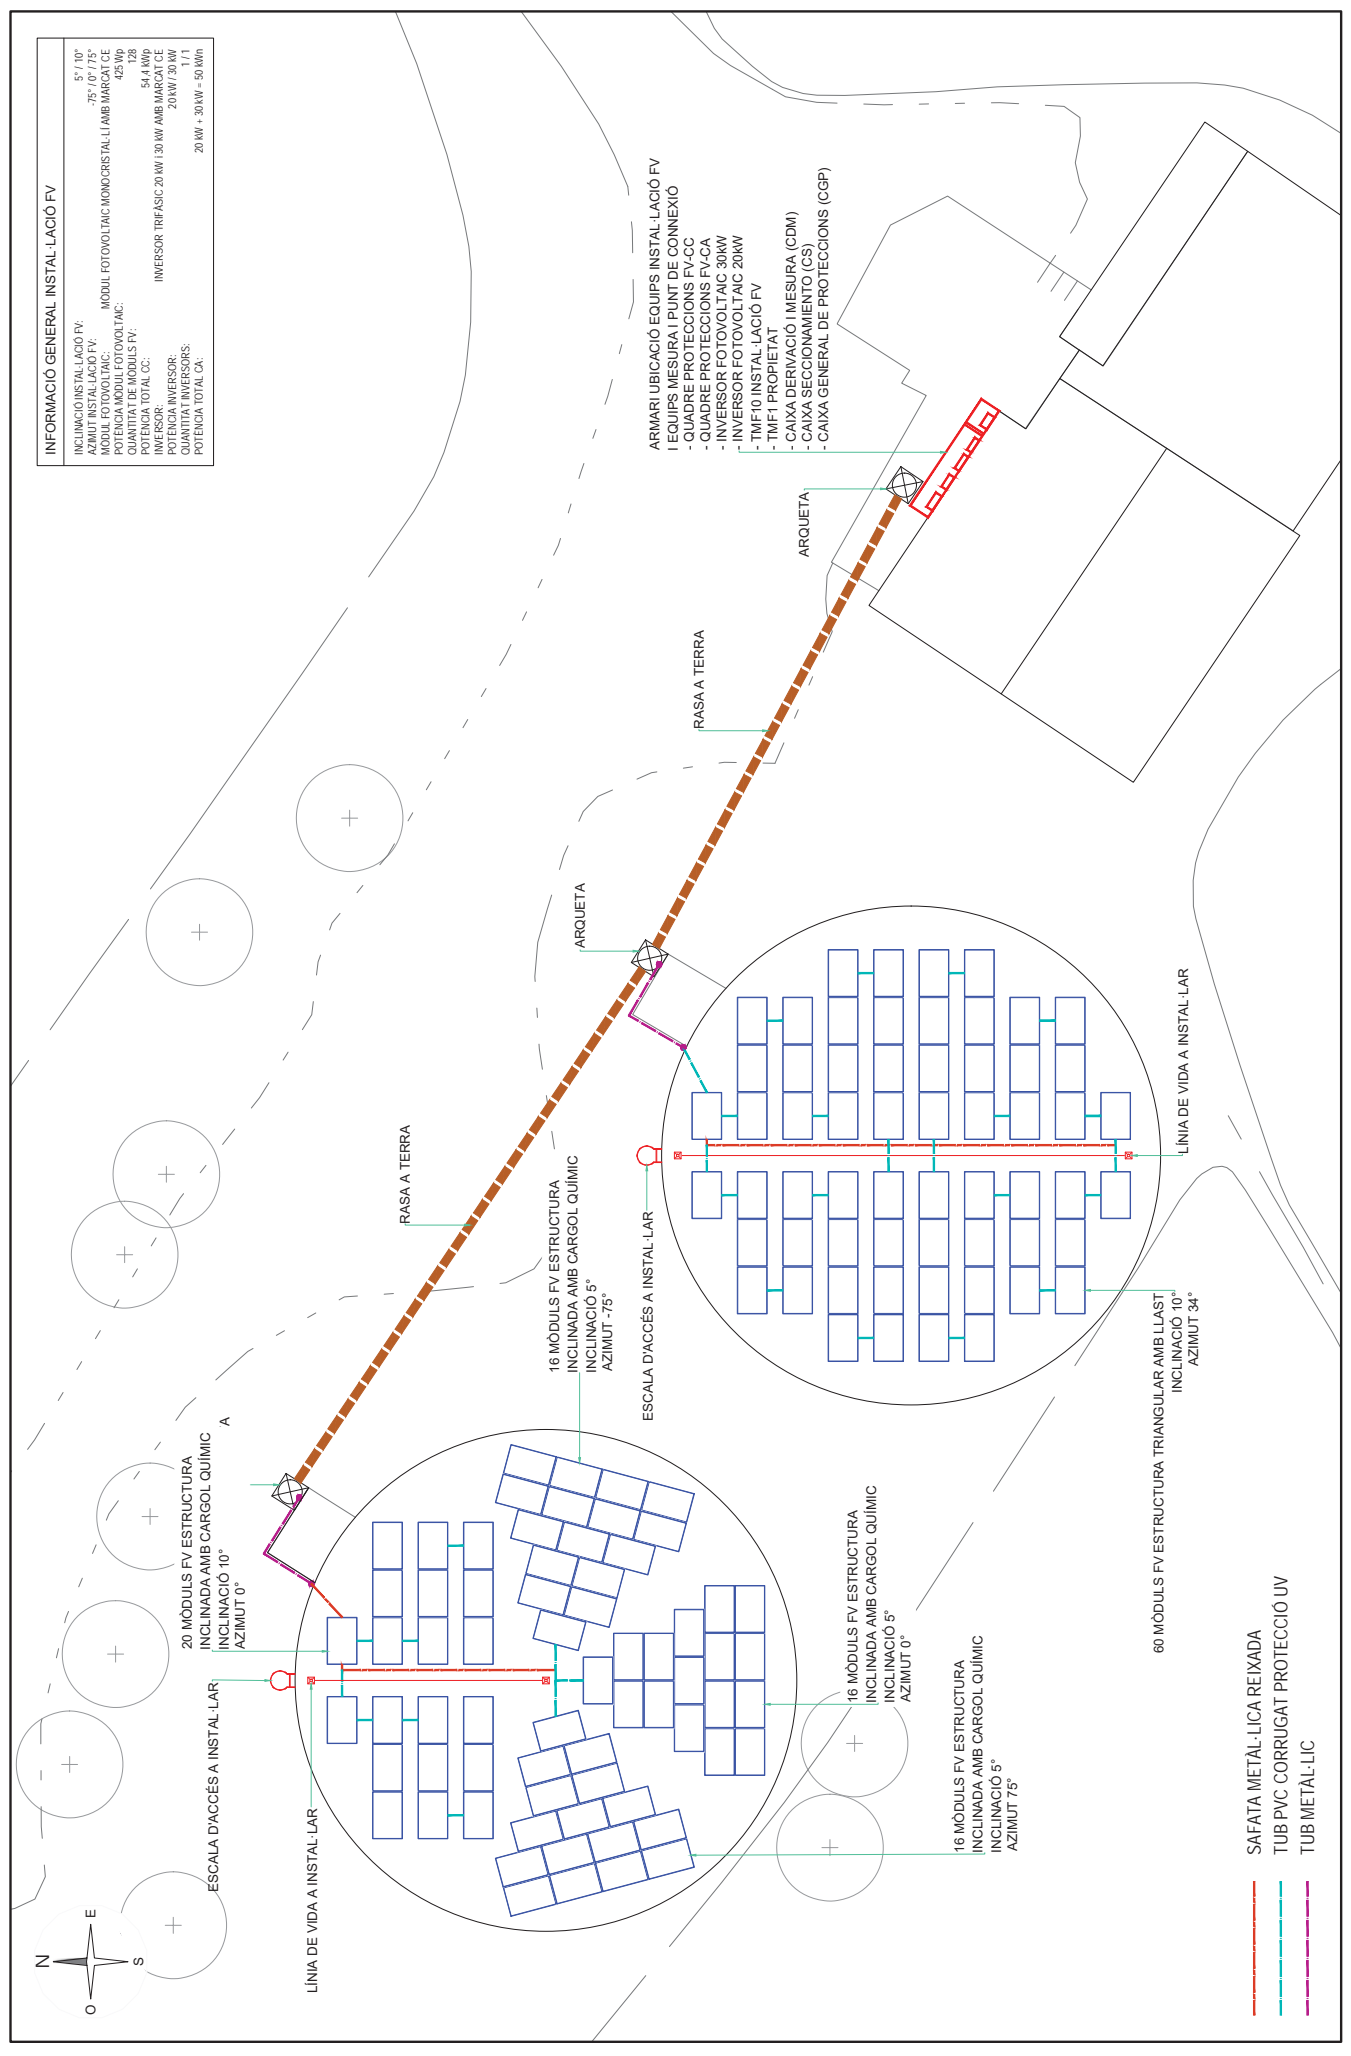 INFORMACIÓ GENERAL INSTAL·LACIÓ FV
INCLINACIÓ INSTAL·LACIÓ FV: 5° / 10°
AZIMUT INSTAL·LACIÓ FV: -75° / 0° / 75°
MÒDUL FOTOVOLTAIC: MÒDUL FOTOVOLTAIC MONOCRISTAL·LÍ AMB MARCAT CE
POTÈNCIA MÒDUL FOTOVOLTAIC: 425 Wp
QUANTITAT DE MÒDULS FV: 128
POTÈNCIA TOTAL CC: 54,4 kWp
INVERSOR: INVERSOR TRIFÀSIC 20 kW I 30 kW AMB MARCAT CE
POTÈNCIA INVERSOR: 20 kW / 30 kW
QUANTITAT INVERSORS: 1 / 1
POTÈNCIA TOTAL CA: 20 kW + 30 kW = 50 kWn
ARMARI UBICACIÓ EQUIPS INSTAL·LACIÓ FV
I EQUIPS MESURA I PUNT DE CONNEXIÓ
- QUADRE PROTECCIONS FV-CC
- QUADRE PROTECCIONS FV-CA
- INVERSOR FOTOVOLTAIC 30kW
- INVERSOR FOTOVOLTAIC 20kW
- TMF10 INSTAL·LACIÓ FV
- TMF1 PROPIETAT
- CAIXA DERIVACIÓ I MESURA (CDM)
- CAIXA SECCIONAMIENTO (CS)
- CAIXA GENERAL DE PROTECCIONS (CGP)
ARQUETA
RASA A TERRA
ARQUETA
RASA A TERRA
LÍNIA DE VIDA A INSTAL·LAR
ESCALA D'ACCÉS A INSTAL·LAR
16 MÒDULS FV ESTRUCTURA
INCLINADA AMB CARGOL QUÍMIC
INCLINACIÓ 5°
AZIMUT -75°
60 MÒDULS FV ESTRUCTURA TRIANGULAR AMB LLAST
INCLINACIÓ 10°
AZIMUT 34°
A
20 MÒDULS FV ESTRUCTURA
INCLINADA AMB CARGOL QUÍMIC
INCLINACIÓ 10°
AZIMUT 0°
ESCALA D'ACCÉS A INSTAL·LAR
LÍNIA DE VIDA A INSTAL·LAR
16 MÒDULS FV ESTRUCTURA
INCLINADA AMB CARGOL QUÍMIC
INCLINACIÓ 5°
AZIMUT 0°
16 MÒDULS FV ESTRUCTURA
INCLINADA AMB CARGOL QUÍMIC
INCLINACIÓ 5°
AZIMUT 75°
N
E
S
O
SAFATA METÀL·LICA REIXADA
TUB PVC CORRUGAT PROTECCIÓ UV
TUB METÀL·LIC